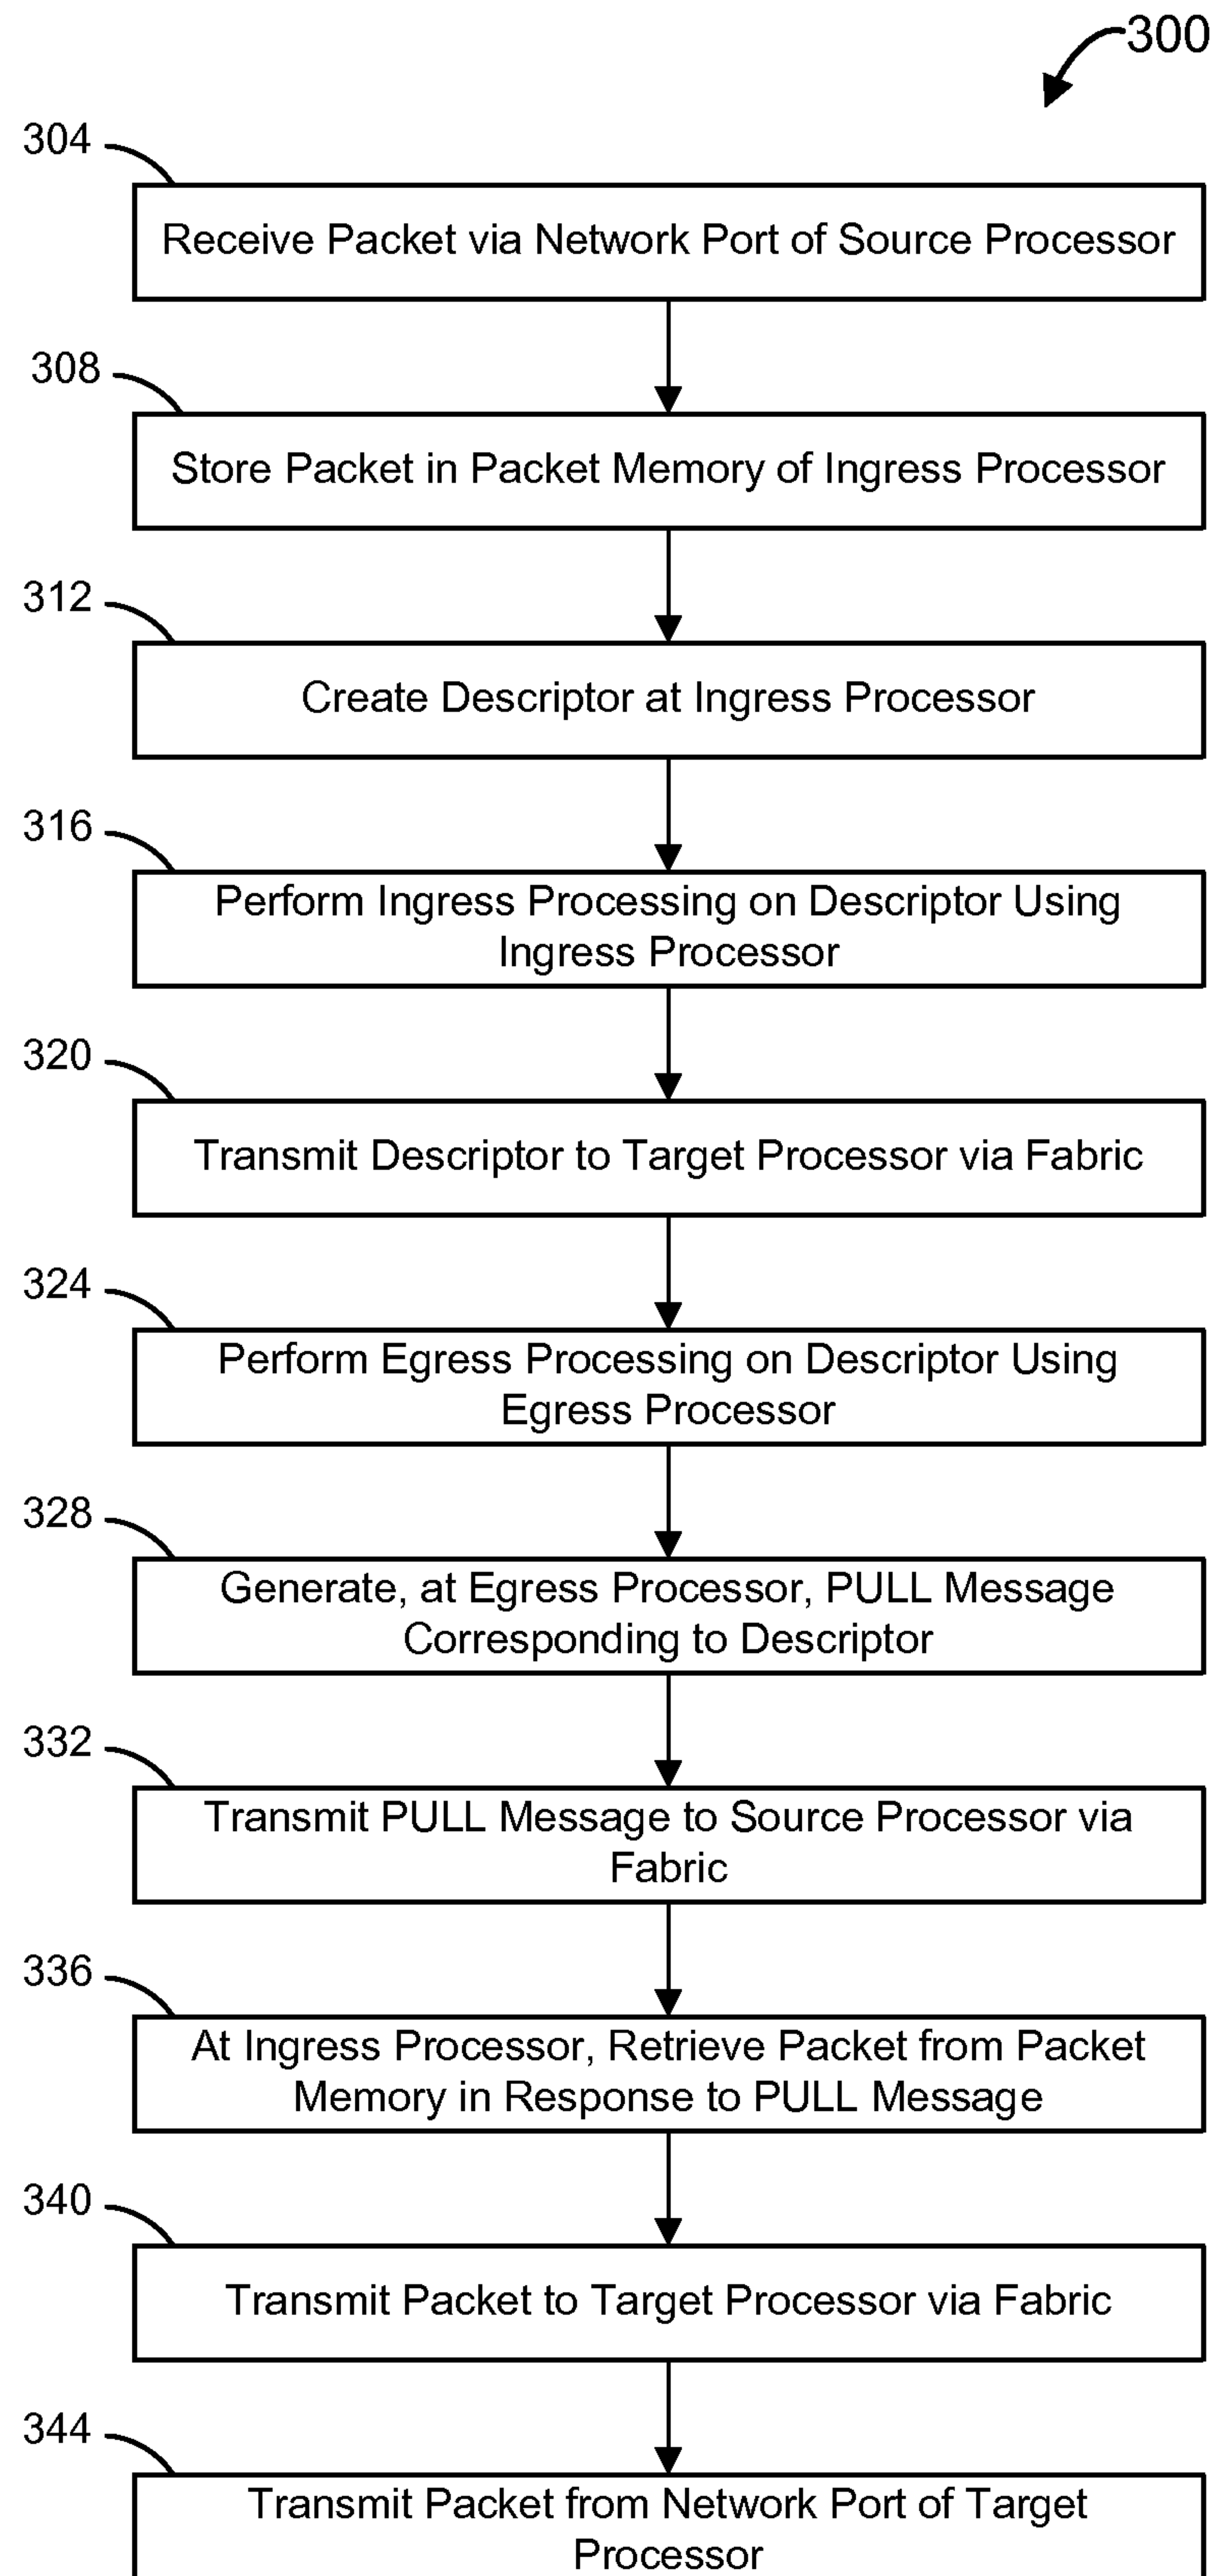 300
304
Receive Packet via Network Port of Source Processor
308
Store Packet in Packet Memory of Ingress Processor
312
Create Descriptor at Ingress Processor
316
Perform Ingress Processing on Descriptor Using
Ingress Processor
320
Transmit Descriptor to Target Processor via Fabric
324
Perform Egress Processing on Descriptor Using
Egress Processor
328
Generate, at Egress Processor, PULL Message
Corresponding to Descriptor
332
Transmit PULL Message to Source Processor via
Fabric
336
At Ingress Processor, Retrieve Packet from Packet
Memory in Response to PULL Message
340
Transmit Packet to Target Processor via Fabric
344
Transmit Packet from Network Port of Target
Processor